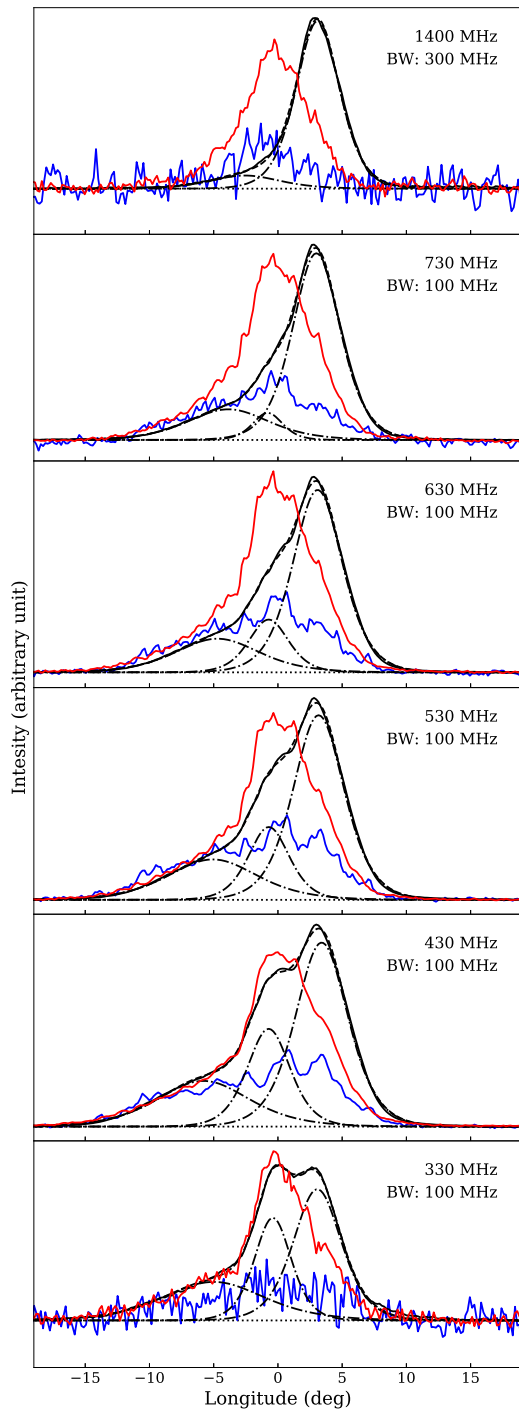 1400 MHz
BW: 300 MHz
730 MHz
BW: 100 MHz
630 MHz
BW: 100 MHz
530 MHz
BW: 100 MHz
430 MHz
BW: 100 MHz
330 MHz
BW: 100 MHz
Intesity (arbitrary unit)
−15 −10 −5 0 5 10 15
Longitude (deg)